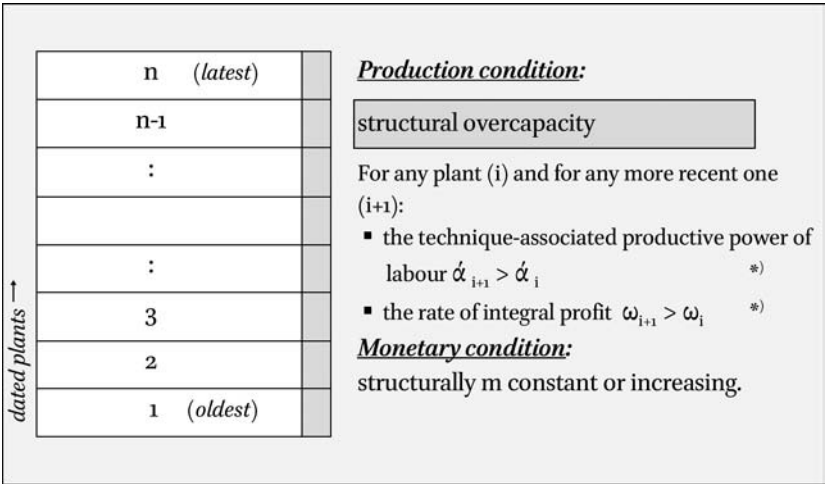 n (latest)
n-1
:
:
3
2
1 (oldest)
dated plants →
Production condition:
structural overcapacity
For any plant (i) and for any more recent one
(i+1):
▪ the technique-associated productive power of
labour ά i+1 > ά i *)
▪ the rate of integral profit ω i+1 > ω i *)
Monetary condition:
structurally m constant or increasing.